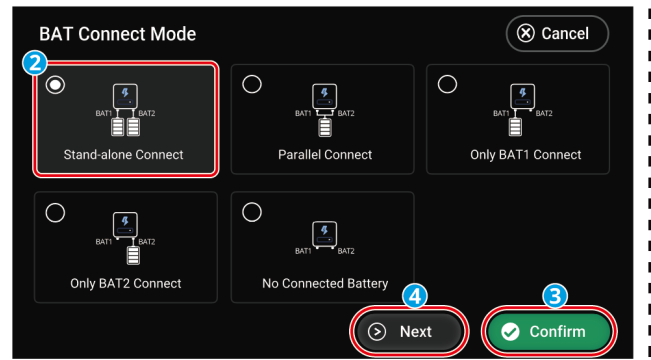 BAT Connect Mode
Cancel
2
BAT1 BAT2
Stand-alone Connect
BAT1 BAT2
Parallel Connect
BAT1 BAT2
Only BAT1 Connect
BAT1 BAT2
Only BAT2 Connect
BAT1 BAT2
No Connected Battery
4
3
Next
Confirm